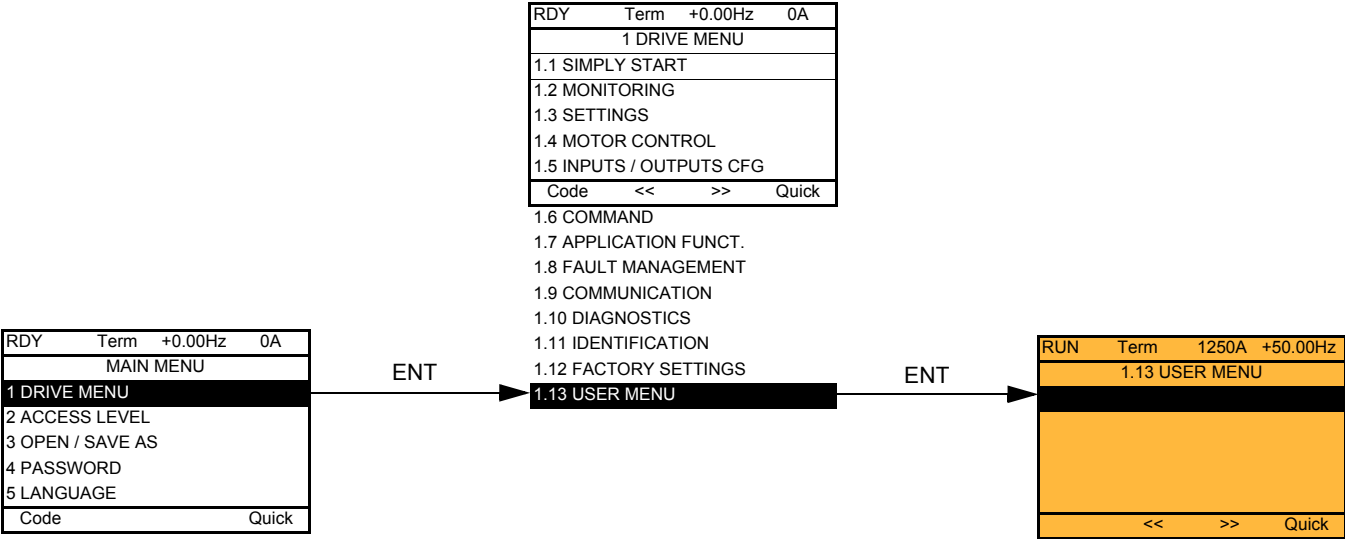 RDY Term +0.00Hz 0A
1 DRIVE MENU
1.1 SIMPLY START
1.2 MONITORING
1.3 SETTINGS
1.4 MOTOR CONTROL
1.5 INPUTS / OUTPUTS CFG
Code << >> Quick
1.6 COMMAND
1.7 APPLICATION FUNCT.
1.8 FAULT MANAGEMENT
1.9 COMMUNICATION
1.10 DIAGNOSTICS
1.11 IDENTIFICATION
1.12 FACTORY SETTINGS
1.13 USER MENU
RDY Term +0.00Hz 0A
MAIN MENU
1 DRIVE MENU
2 ACCESS LEVEL
3 OPEN / SAVE AS
4 PASSWORD
5 LANGUAGE
Code Quick
ENT
ENT
RUN Term 1250A +50.00Hz
1.13 USER MENU
<< >> Quick